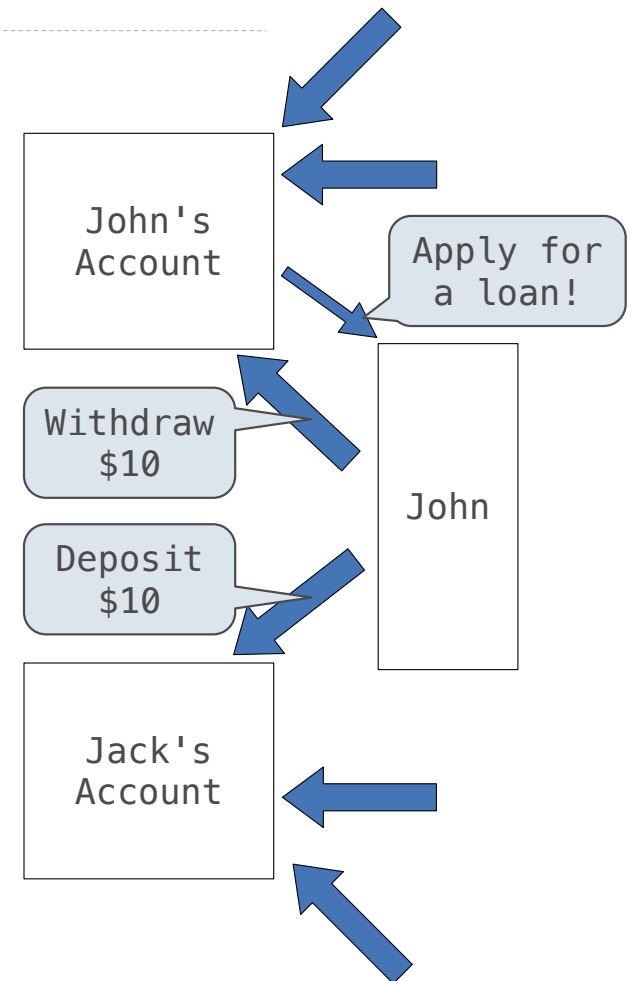 John's
Account
Apply for
a loan!
Withdraw
$10
John
Deposit
$10
Jack's
Account